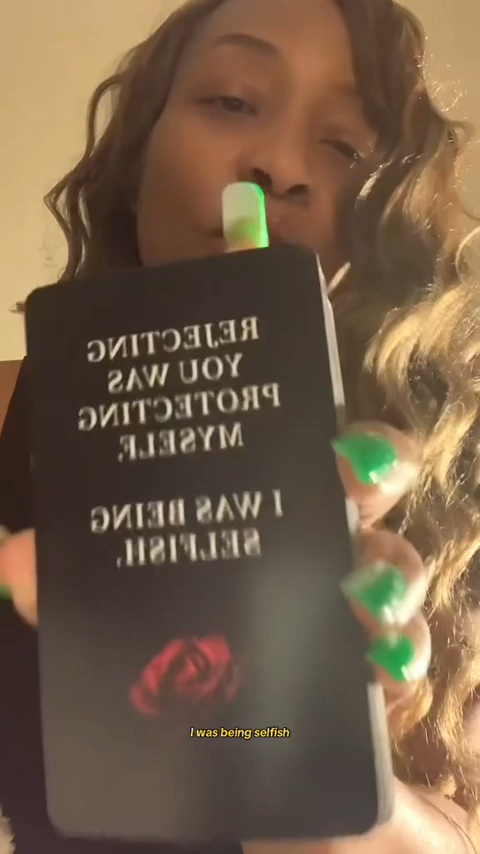 REJECTING
YOU WAS
PROTECTING
MYSELF.
I WAS BEING
SELFISH.
I was being selfish